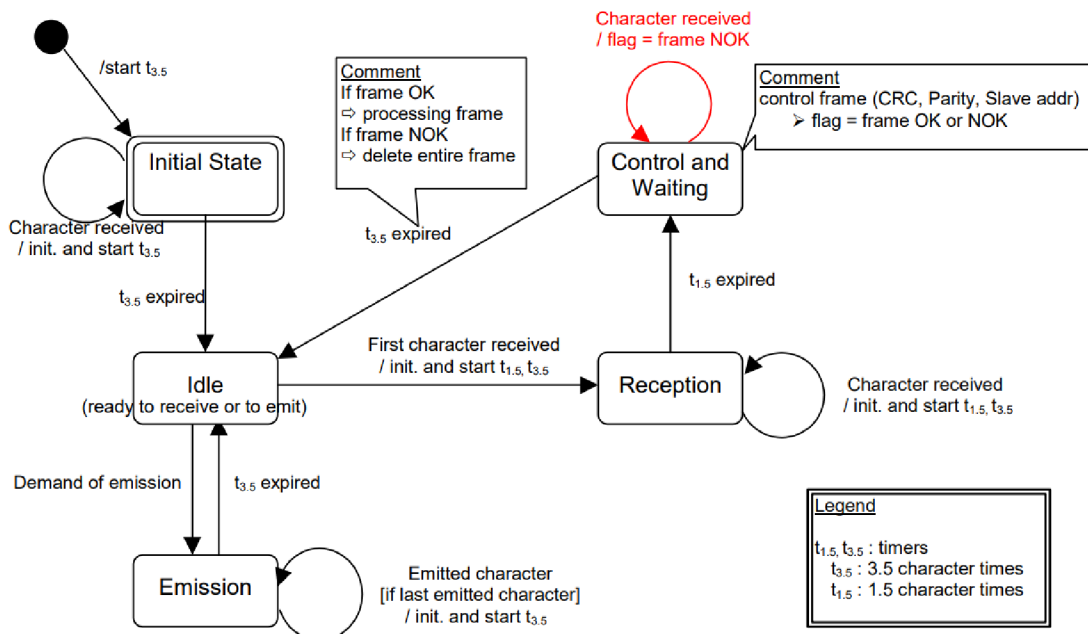 Character received
/ flag = frame NOK
/start t3.5
Comment
If frame OK
⇨ processing frame
If frame NOK
⇨ delete entire frame
Comment
control frame (CRC, Parity, Slave addr)
➢ flag = frame OK or NOK
Initial State
Control and
Waiting
Character received
/ init. and start t3.5
t3.5 expired
t3.5 expired
t1.5 expired
First character received
/ init. and start t1.5, t3.5
Idle
(ready to receive or to emit)
Reception
Character received
/ init. and start t1.5, t3.5
Demand of emission
t3.5 expired
Emission
Emitted character
[if last emitted character]
/ init. and start t3.5
Legend
t1.5, t3.5 : timers
t3.5 : 3.5 character times
t1.5 : 1.5 character times